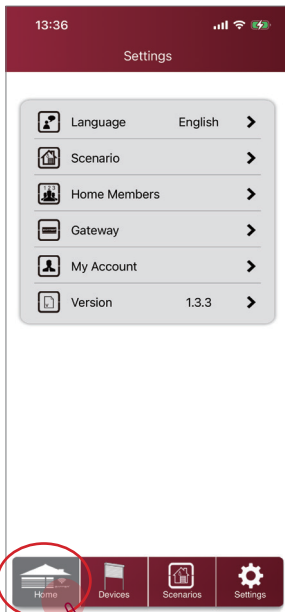 13:36
Settings
Language English
Scenario
Home Members
Gateway
My Account
Version 1.3.3
Home Devices Scenarios Settings